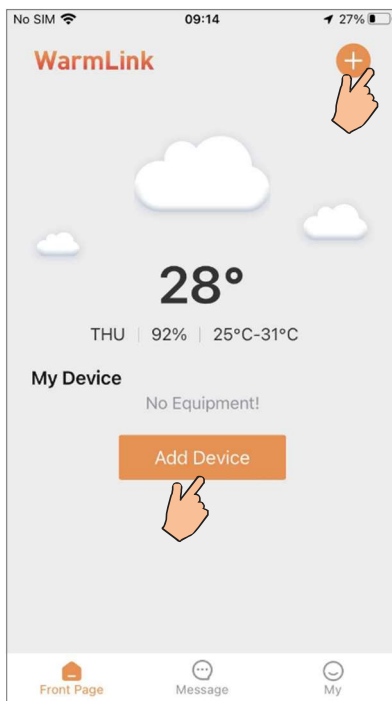 No SIM 09:14 27%
WarmLink
28°
THU 92% 25°C-31°C
My Device
No Equipment!
Add Device
Front Page Message My